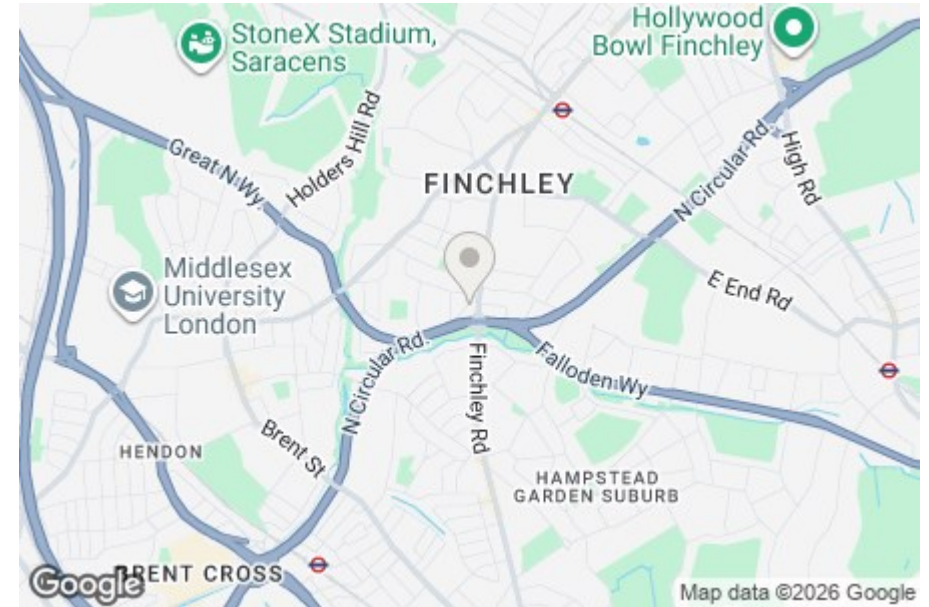 StoneX Stadium,
Saracens
Hollywood
Bowl Finchley
Holders Hill Rd
Great N Wy.
FINCHLEY
N Circular Rd.
High Rd
Middlesex
University
London
E End Rd
N Circular Rd.
Finchley Rd
Falloden Wy
Brent St
HENDON
HAMPSTEAD
GARDEN SUBURB
BRENT CROSS
Google
Map data ©2026 Google